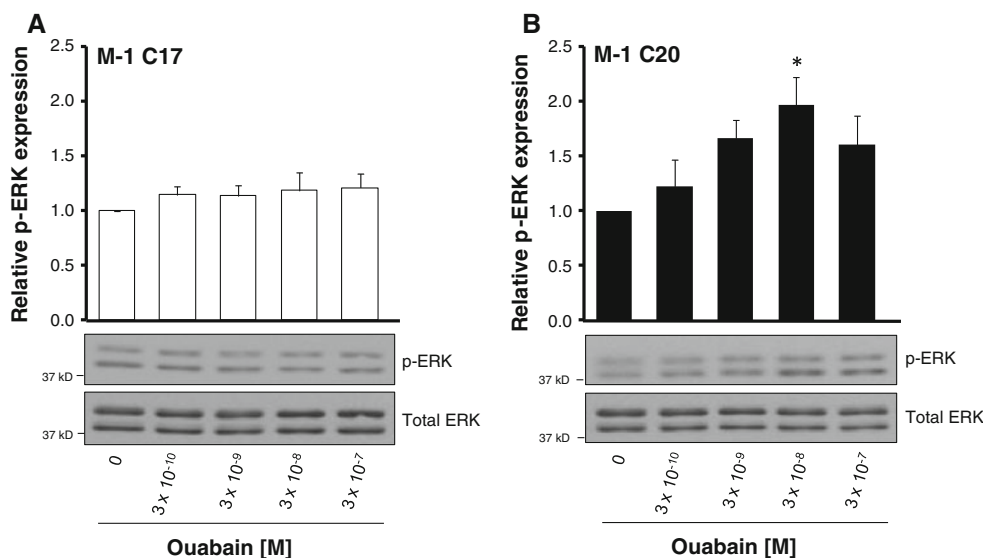 A
M-1 C17
Relative p-ERK expression
2.5
2.0
1.5
1.0
0.5
0.0
p-ERK
37 kD
Total ERK
37 kD
0
3 x 10-10
3 x 10-9
3 x 10-8
3 x 10-7
Ouabain [M]
B
M-1 C20
Relative p-ERK expression
2.5
2.0
1.5
1.0
0.5
0.0
*
p-ERK
37 kD
Total ERK
37 kD
0
3 x 10-10
3 x 10-9
3 x 10-8
3 x 10-7
Ouabain [M]